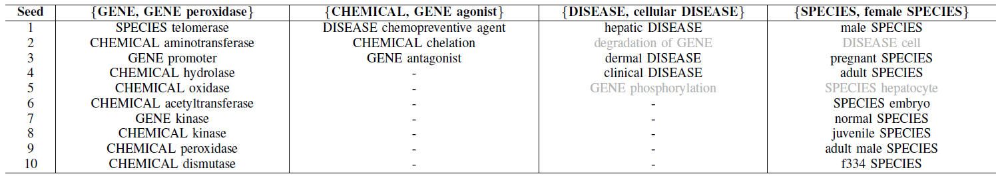 Seed {GENE, GENE peroxidase} {CHEMICAL, GENE agonist} {DISEASE, cellular DISEASE} {SPECIES, female SPECIES}
1 SPECIES telomerase DISEASE chemopreventive agent hepatic DISEASE male SPECIES
2 CHEMICAL aminotransferase CHEMICAL chelation degradation of GENE DISEASE cell
3 GENE promoter GENE antagonist dermal DISEASE pregnant SPECIES
4 CHEMICAL hydrolase - clinical DISEASE adult SPECIES
5 CHEMICAL oxidase - GENE phosphorylation SPECIES hepatocyte
6 CHEMICAL acetyltransferase - - SPECIES embryo
7 GENE kinase - - normal SPECIES
8 CHEMICAL kinase - - juvenile SPECIES
9 CHEMICAL peroxidase - - adult male SPECIES
10 CHEMICAL dismutase - - f334 SPECIES